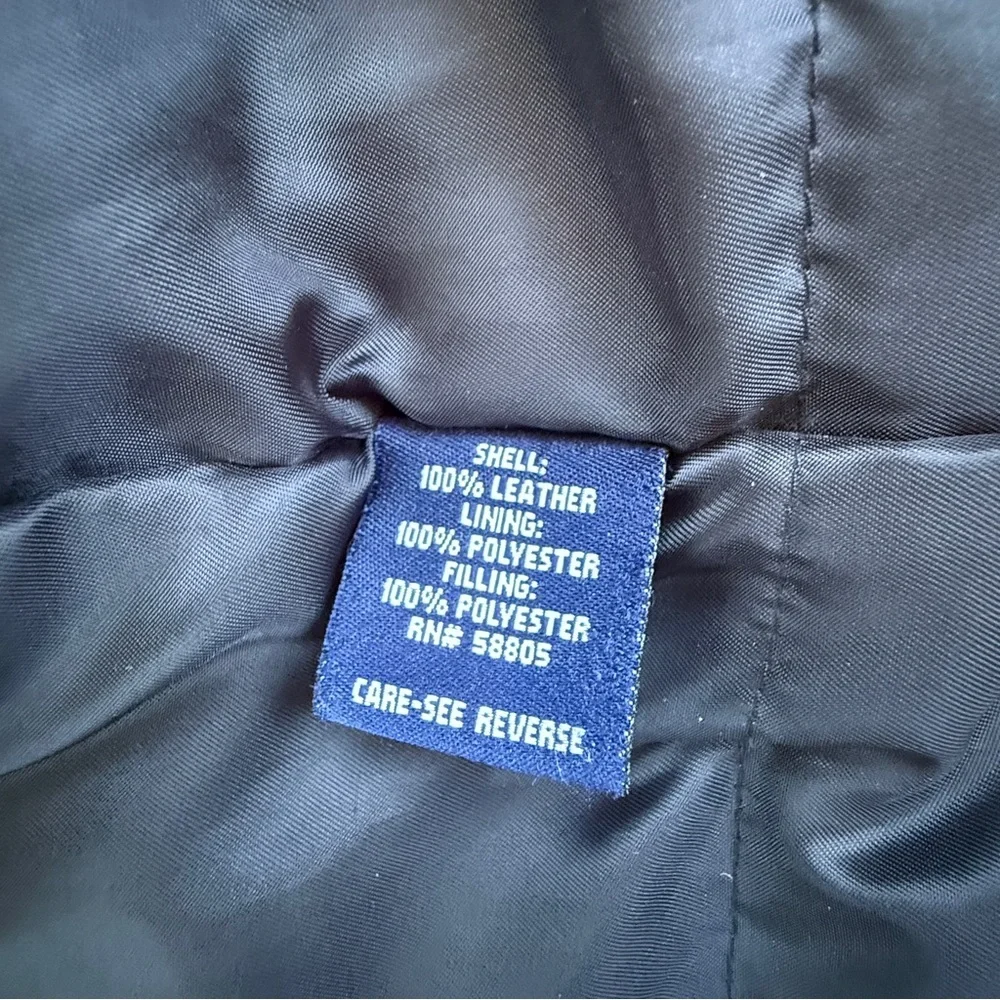 SHELL:
100% LEATHER
LINING:
100% POLYESTER
FILLING:
100% POLYESTER
RN# 58805
CARE-SEE REVERSE